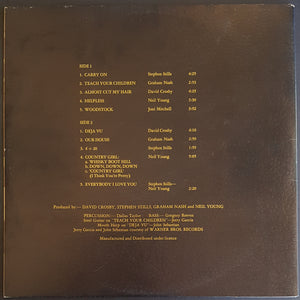 SIDE 1
1. CARRY ON Stephen Stills 4:25
2. TEACH YOUR CHILDREN Graham Nash 2:53
3. ALMOST CUT MY HAIR David Crosby 4:25
4. HELPLESS Neil Young 3:30
5. WOODSTOCK Joni Mitchell 3:52
SIDE 2
1. DEJA VU David Crosby 4:10
2. OUR HOUSE Graham Nash 2:59
3. 4 + 20 Stephen Stills 1:55
4. COUNTRY GIRL: Neil Young 5:05
a. WHISKY BOOT HILL
b. DOWN, DOWN, DOWN
c. "COUNTRY GIRL"
(I Think You're Pretty)
5. EVERYBODY I LOVE YOU Stephen Stills—
Neil Young 2:20
Produced by — DAVID CROSBY, STEPHEN STILLS, GRAHAM NASH and NEIL YOUNG
PERCUSSION— Dallas Taylor BASS— Gregory Reeves
Steel Guitar on "TEACH YOUR CHILDREN"—Jerry Garcia
Mouth Harp on "DEJA VU"—John Sebastian
Jerry Garcia and John Sebastian courtesy of WARNER BROS. RECORDS
Manufactured and Distributed under licence